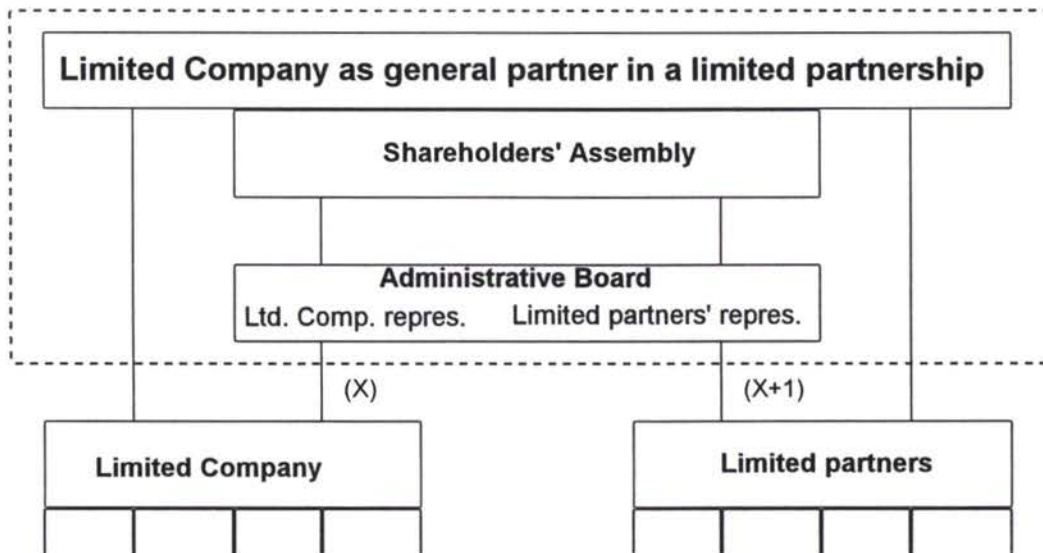 Limited Company as general partner in a limited partnership
Shareholders' Assembly
Administrative Board
Ltd. Comp. repres. Limited partners' repres.
(X) (X+1)
Limited Company Limited partners